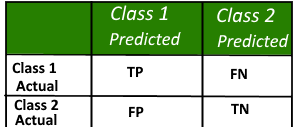 Class 1 Predicted
Class 2 Predicted
Class 1 Actual
TP
FN
Class 2 Actual
FP
TN